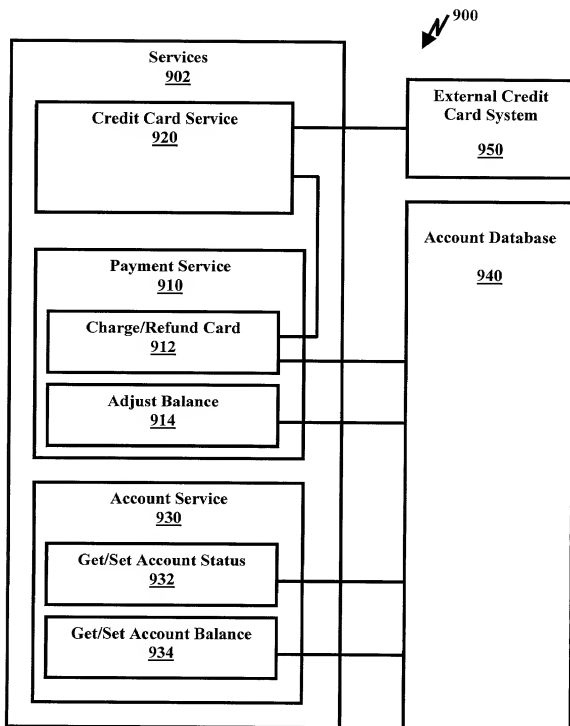 900
Services
902
Credit Card Service
920
External Credit
Card System
950
Account Database
940
Payment Service
910
Charge/Refund Card
912
Adjust Balance
914
Account Service
930
Get/Set Account Status
932
Get/Set Account Balance
934